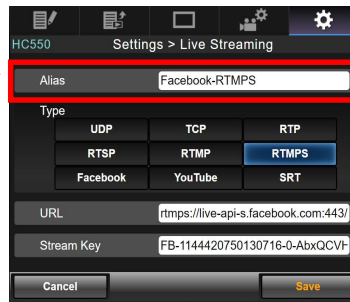 HC550 Settings > Live Streaming
Alias Facebook-RTMPS
Type
UDP TCP RTP
RTSP RTMP RTMPS
Facebook YouTube SRT
URL rtmps://live-api-s.facebook.com:443/
Stream Key FB-1144420750130716-0-AbxQCVH
Cancel Save